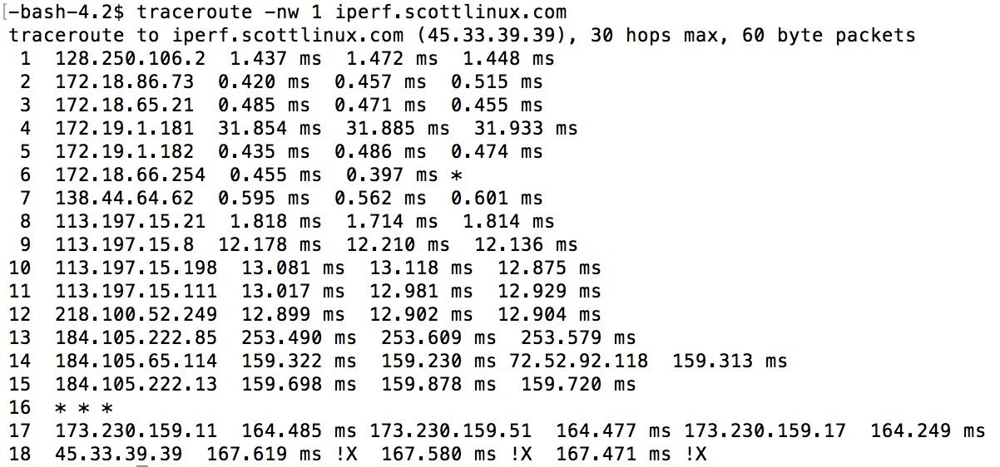 [-bash-4.2$ traceroute -nw 1 iperf.scottlinux.com
traceroute to iperf.scottlinux.com (45.33.39.39), 30 hops max, 60 byte packets
 1  128.250.106.2  1.437 ms  1.472 ms  1.448 ms
 2  172.18.86.73  0.420 ms  0.457 ms  0.515 ms
 3  172.18.65.21  0.485 ms  0.471 ms  0.455 ms
 4  172.19.1.181  31.854 ms  31.885 ms  31.933 ms
 5  172.19.1.182  0.435 ms  0.486 ms  0.474 ms
 6  172.18.66.254  0.455 ms  0.397 ms *
 7  138.44.64.62  0.595 ms  0.562 ms  0.601 ms
 8  113.197.15.21  1.818 ms  1.714 ms  1.814 ms
 9  113.197.15.8  12.178 ms  12.210 ms  12.136 ms
10  113.197.15.198  13.081 ms  13.118 ms  12.875 ms
11  113.197.15.111  13.017 ms  12.981 ms  12.929 ms
12  218.100.52.249  12.899 ms  12.902 ms  12.904 ms
13  184.105.222.85  253.490 ms  253.609 ms  253.579 ms
14  184.105.65.114  159.322 ms  159.230 ms 72.52.92.118  159.313 ms
15  184.105.222.13  159.698 ms  159.878 ms  159.720 ms
16  * * *
17  173.230.159.11  164.485 ms 173.230.159.51  164.477 ms 173.230.159.17  164.249 ms
18  45.33.39.39  167.619 ms !X  167.580 ms !X  167.471 ms !X